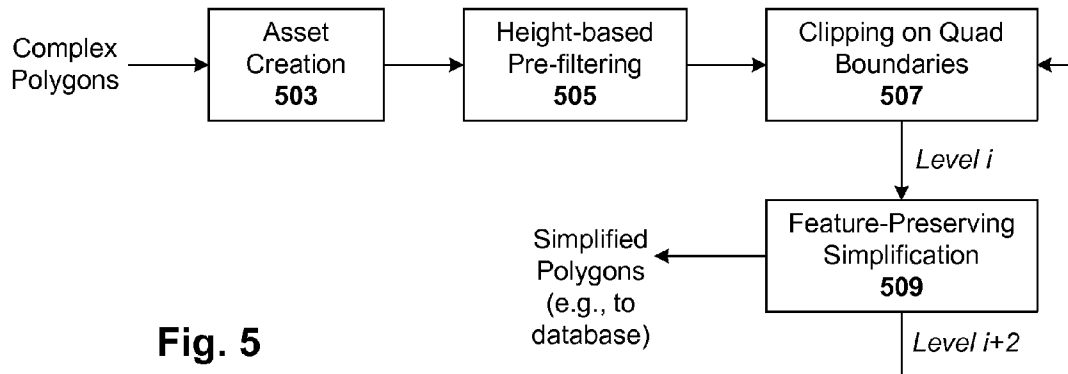 Complex
Polygons
Asset
Creation
503
Height-based
Pre-filtering
505
Clipping on Quad
Boundaries
507
Level i
Feature-Preserving
Simplification
509
Simplified
Polygons
(e.g., to
database)
Level i+2
Fig. 5